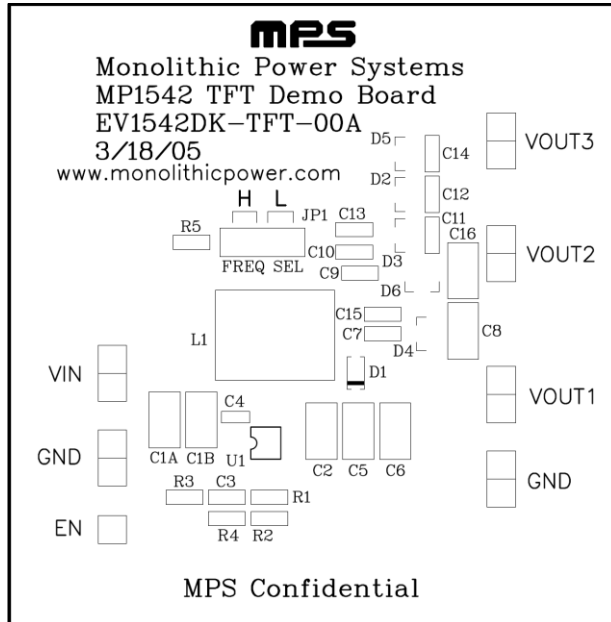 mps
Monolithic Power Systems
MP1542 TFT Demo Board
EV1542DK-TFT-00A
3/18/05
www.monolithicpower.com
D5
C14
VOUT3
D2
C12
H L
JP1
C13
C11
R5
C16
C10
D3
VOUT2
FREQ SEL
C9
D6
L1
C15
C7
C8
D4
VIN
D1
VOUT1
C4
GND
C1A
C1B
U1
C2
C5
C6
GND
R3
C3
R1
EN
R4
R2
MPS Confidential